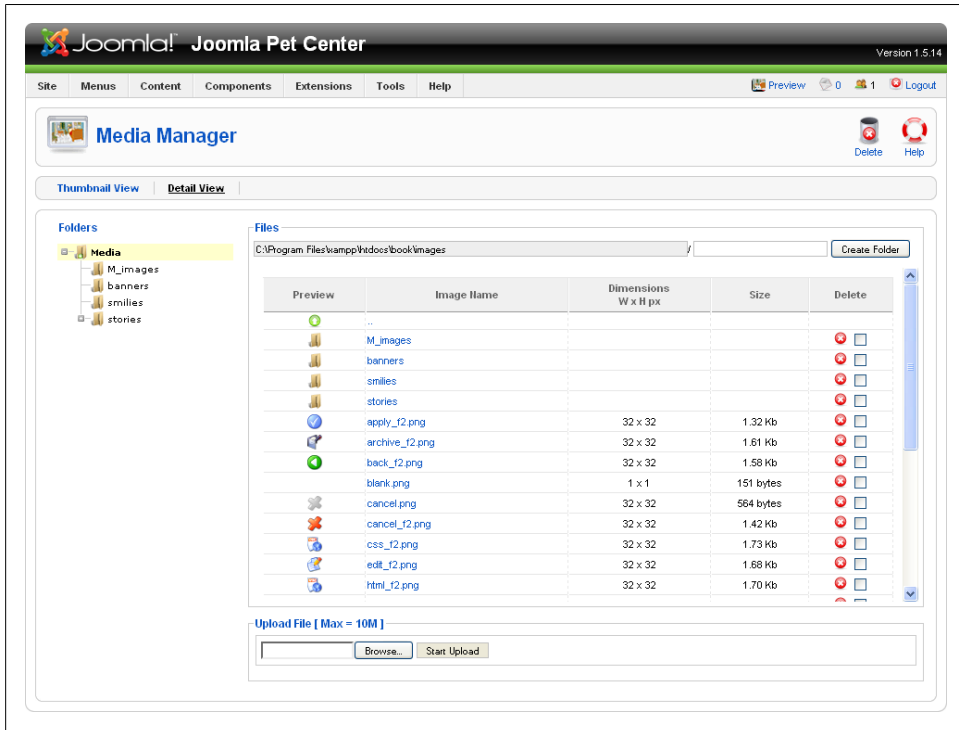 Joomla! Joomla Pet Center
Version 1.5.14
Site Menus Content Components Extensions Tools Help Preview 0 1 Logout
Media Manager
Delete Help
Thumbnail View Detail View
Folders
Media
M_images
banners
smilies
stories
Files
C:\Program Files\xampp\htdocs\book\images / Create Folder
Preview Image Name Dimensions W x H px Size Delete
..
M_images
banners
smilies
stories
apply_f2.png 32 x 32 1.32 Kb
archive_f2.png 32 x 32 1.61 Kb
back_f2.png 32 x 32 1.58 Kb
blank.png 1 x 1 151 bytes
cancel.png 32 x 32 564 bytes
cancel_f2.png 32 x 32 1.42 Kb
css_f2.png 32 x 32 1.73 Kb
edit_f2.png 32 x 32 1.68 Kb
html_f2.png 32 x 32 1.70 Kb
Upload File [ Max = 10M ]
Browse... Start Upload